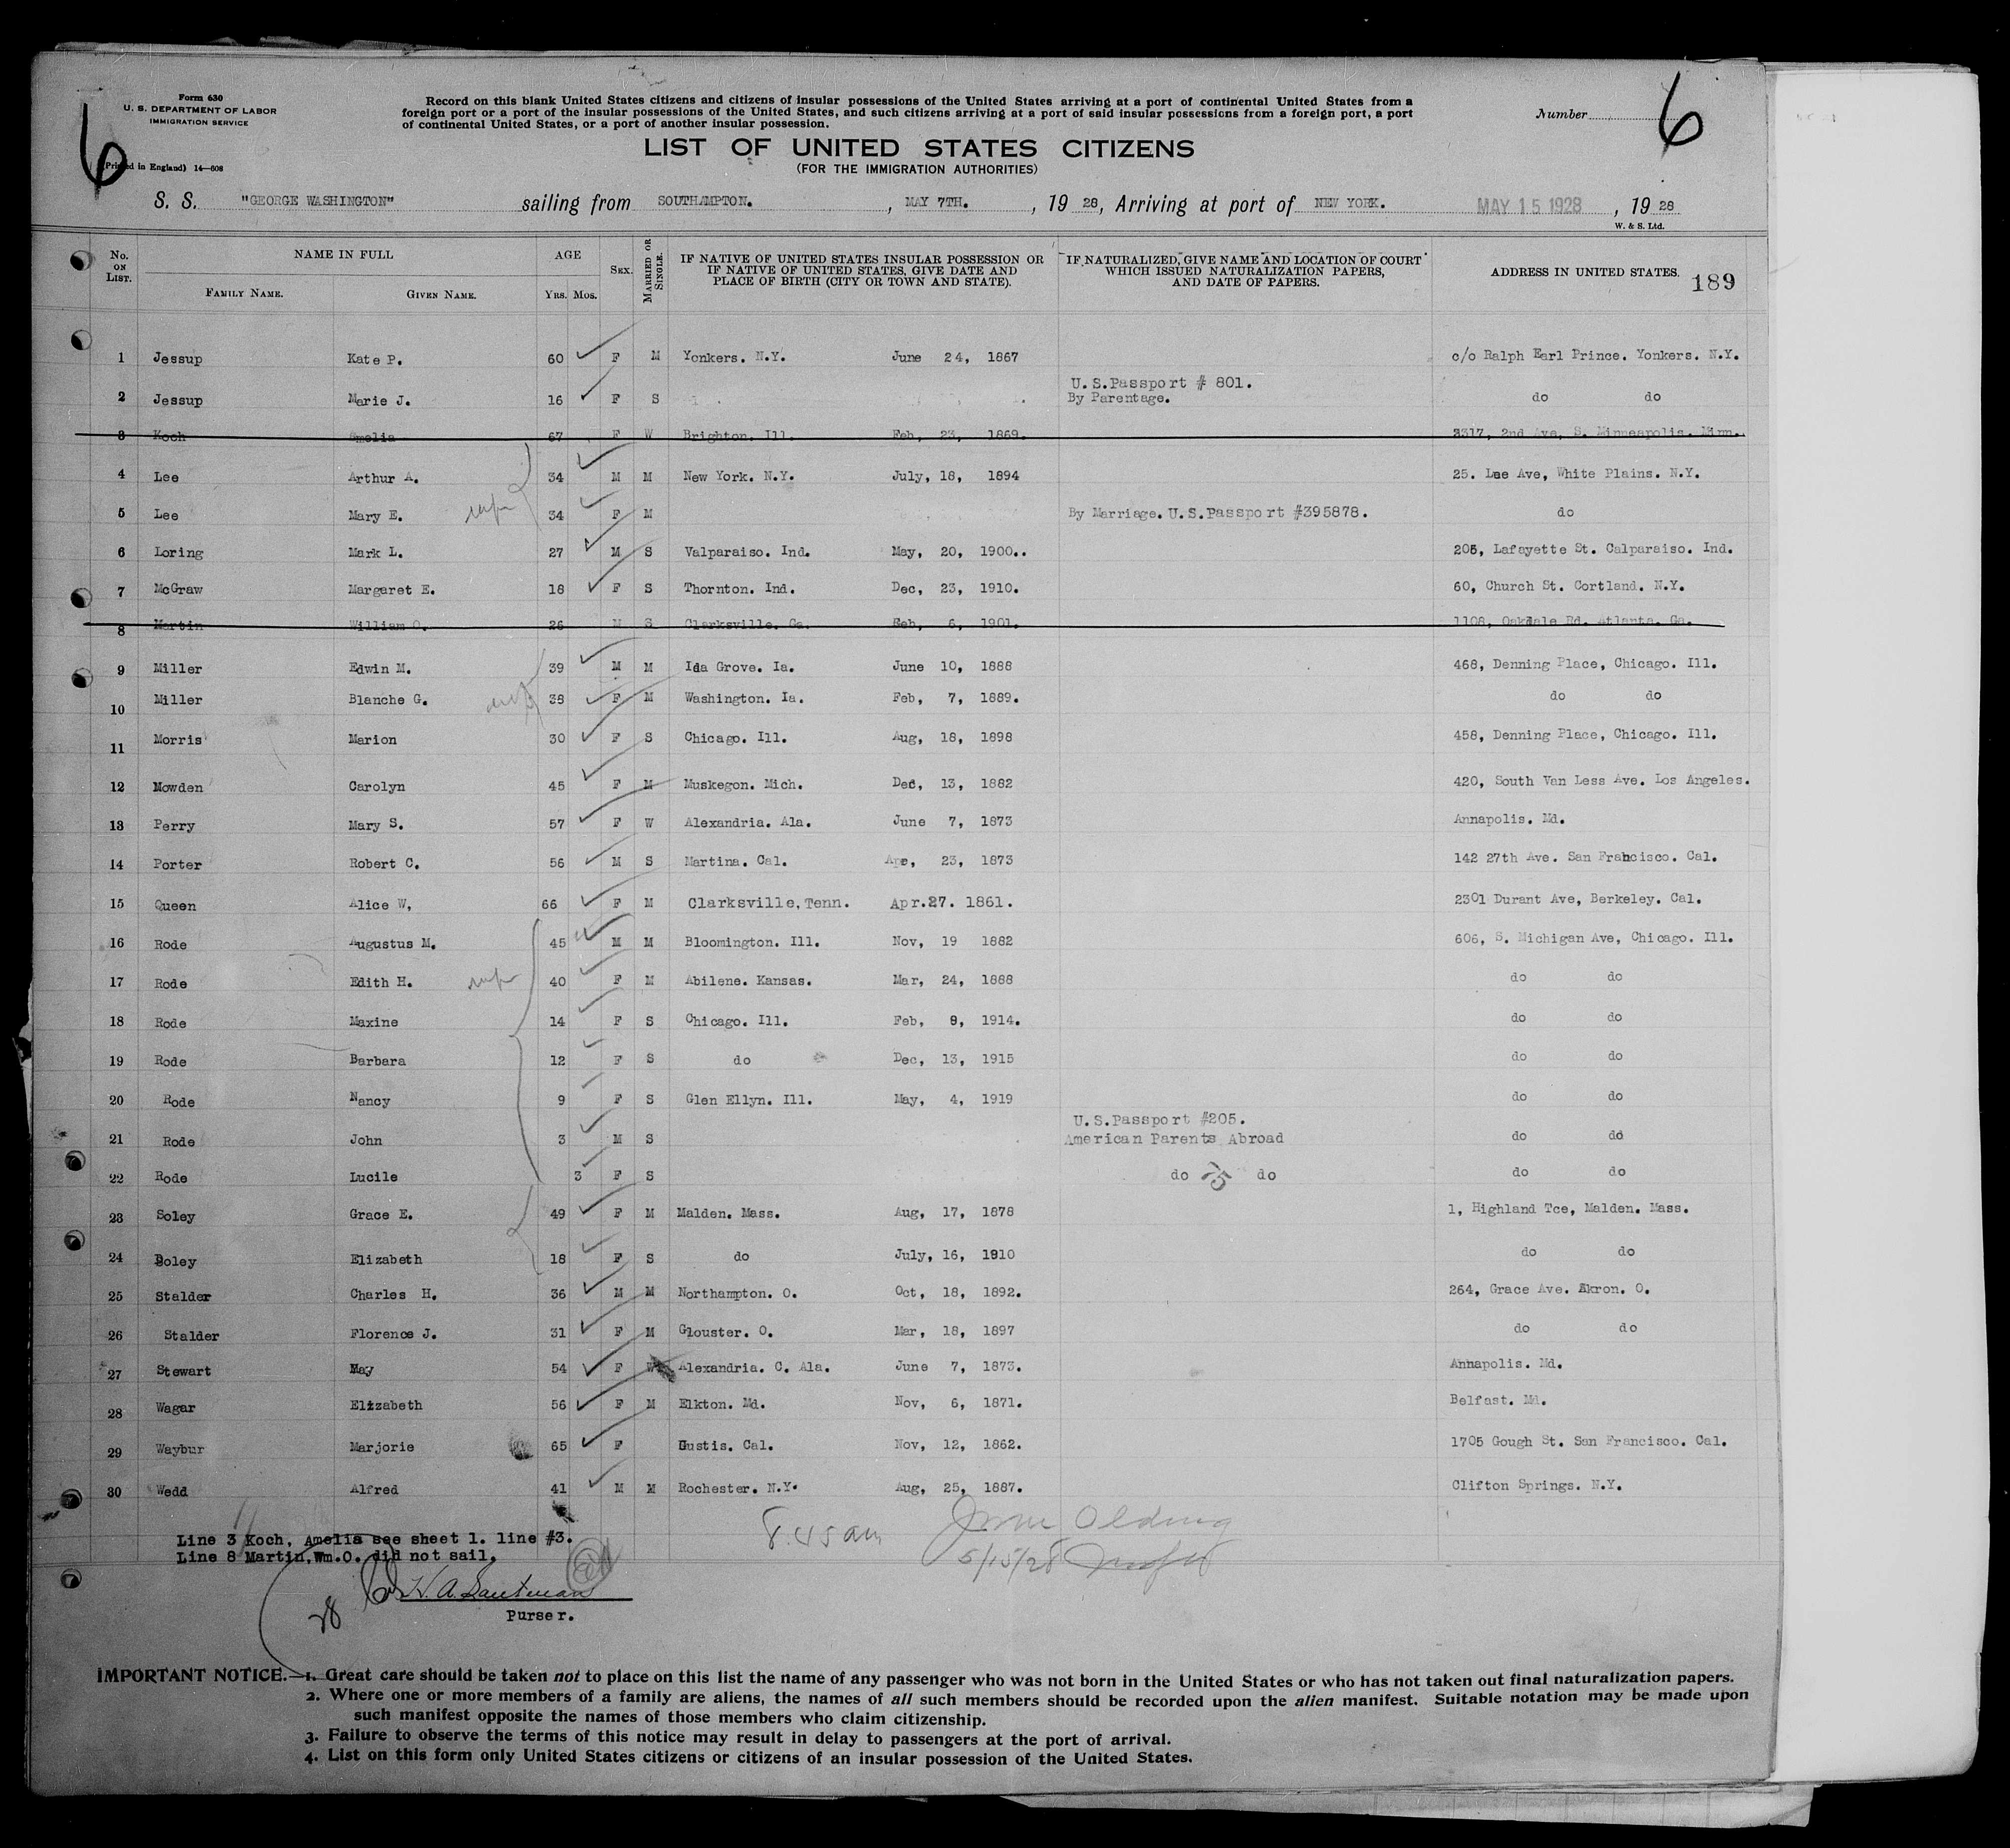 Form 630
U. S. DEPARTMENT OF LABOR
IMMIGRATION SERVICE
(Printed in England) 14—608
6
Record on this blank United States citizens and citizens of insular possessions of the United States arriving at a port of continental United States from a
foreign port or a port of the insular possessions of the United States, and such citizens arriving at a port of said insular possessions from a foreign port, a port
of continental United States, or a port of another insular possession.
Number 6
LIST OF UNITED STATES CITIZENS
(FOR THE IMMIGRATION AUTHORITIES)
S. S. "GEORGE WASHINGTON" sailing from SOUTHAMPTON. , MAY 7TH. , 19 28, Arriving at port of NEW YORK. MAY 15 1928 , 19 28
W. & S. Ltd.
No. ON LIST. NAME IN FULL FAMILY NAME. GIVEN NAME. AGE YRS. MOS. SEX. MARRIED OR SINGLE. IF NATIVE OF UNITED STATES INSULAR POSSESSION OR IF NATIVE OF UNITED STATES, GIVE DATE AND PLACE OF BIRTH (CITY OR TOWN AND STATE). IF NATURALIZED, GIVE NAME AND LOCATION OF COURT WHICH ISSUED NATURALIZATION PAPERS, AND DATE OF PAPERS. ADDRESS IN UNITED STATES. 189
1 Jessup Kate P. 60 F M Yonkers. N.Y. June 24, 1867 c/o Ralph Earl Prince. Yonkers. N.Y.
2 Jessup Marie J. 16 F S U.S.Passport # 801. By Parentage. do do
3 Koch Amelia 67 F W Brighton. Ill. Feb, 23, 1869. 3317, 2nd Ave, S. Minneapolis. Minn.
4 Lee Arthur A. 34 M M New York. N.Y. July, 18, 1894 25. Lee Ave, White Plains. N.Y.
5 Lee Mary E. 34 F M By Marriage. U.S.Passport #395878. do
6 Loring Mark L. 27 M S Valparaiso. Ind. May, 20, 1900.. 205, Lafayette St. Calparaiso. Ind.
7 McGraw Margaret E. 18 F S Thornton. Ind. Dec, 23, 1910. 60, Church St. Cortland. N.Y.
8 Martin William O. 26 M S Clarksville. Ga. Feb, 6, 1901. 1108, Oakdale Rd. Atlanta. Ga.
9 Miller Edwin M. 39 M M Ida Grove. Ia. June 10, 1888 468, Denning Place, Chicago. Ill.
10 Miller Blanche G. 38 F M Washington. Ia. Feb, 7, 1889. do do
11 Morris Marion 30 F S Chicago. Ill. Aug, 18, 1898 458, Denning Place, Chicago. Ill.
12 Mowden Carolyn 45 F M Muskegon. Mich. Dec, 13, 1882 420, South Van Less Ave. Los Angeles.
13 Perry Mary S. 57 F W Alexandria. Ala. June 7, 1873 Annapolis. Md.
14 Porter Robert C. 56 M S Martina. Cal. 23, 1873 142 27th Ave. San Francisco. Cal.
15 Queen Alice W, 66 F M Clarksville,Tenn. Apr.27. 1861. 2301 Durant Ave, Berkeley. Cal.
16 Rode Augustus M. 45 M M Bloomington. Ill. Nov, 19 1882 606, S. Michigan Ave, Chicago. Ill.
17 Rode Edith H. 40 F M Abilene. Kansas. Mar, 24, 1888 do do
18 Rode Maxine 14 F S Chicago. Ill. Feb, 8, 1914. do do
19 Rode Barbara 12 F S do Dec, 13, 1915 do do
20 Rode Nancy 9 F S Glen Ellyn. Ill. May, 4, 1919 do do
21 Rode John 3 M S U.S.Passport #205. American Parents Abroad do do
22 Rode Lucile 3 F S do 75 do do do
23 Soley Grace E. 49 F M Malden. Mass. Aug, 17, 1878 1, Highland Tce, Malden. Mass.
24 Boley Elizabeth 18 F S do July, 16, 1910 do do
25 Stalder Charles H. 36 M M Northampton. O. Oct, 18, 1892. 264, Grace Ave. Akron. O.
26 Stalder Florence J. 31 F M Glouster. O. Mar, 18, 1897 do do
27 Stewart May 54 F W Alexandria. C. Ala. June 7, 1873. Annapolis. Md.
28 Wagar Elizabeth 56 F M Elkton. Md. Nov, 6, 1871. Belfast. Md.
29 Waybur Marjorie 65 F Gustis. Cal. Nov, 12, 1862. 1705 Gough St. San Francisco. Cal.
30 Wedd Alfred 41 M M Rochester. N.Y. Aug, 25, 1887. Clifton Springs. N.Y.
8.45 am
5/15/28
Line 3 Koch, Amelia see sheet 1. line #3.
Line 8 Martin,Wm.O. did not sail.
28
Purser.
IMPORTANT NOTICE.—1. Great care should be taken not to place on this list the name of any passenger who was not born in the United States or who has not taken out final naturalization papers.
2. Where one or more members of a family are aliens, the names of all such members should be recorded upon the alien manifest. Suitable notation may be made upon
such manifest opposite the names of those members who claim citizenship.
3. Failure to observe the terms of this notice may result in delay to passengers at the port of arrival.
4. List on this form only United States citizens or citizens of an insular possession of the United States.